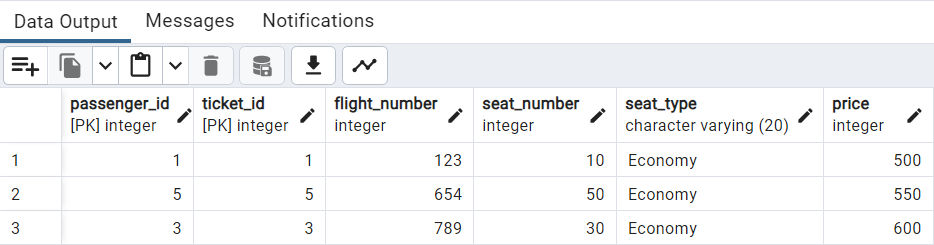 Data Output Messages Notifications
passenger_id ticket_id flight_number seat_number seat_type price
[PK] integer [PK] integer integer integer character varying (20) integer
1 1 1 123 10 Economy 500
2 5 5 654 50 Economy 550
3 3 3 789 30 Economy 600